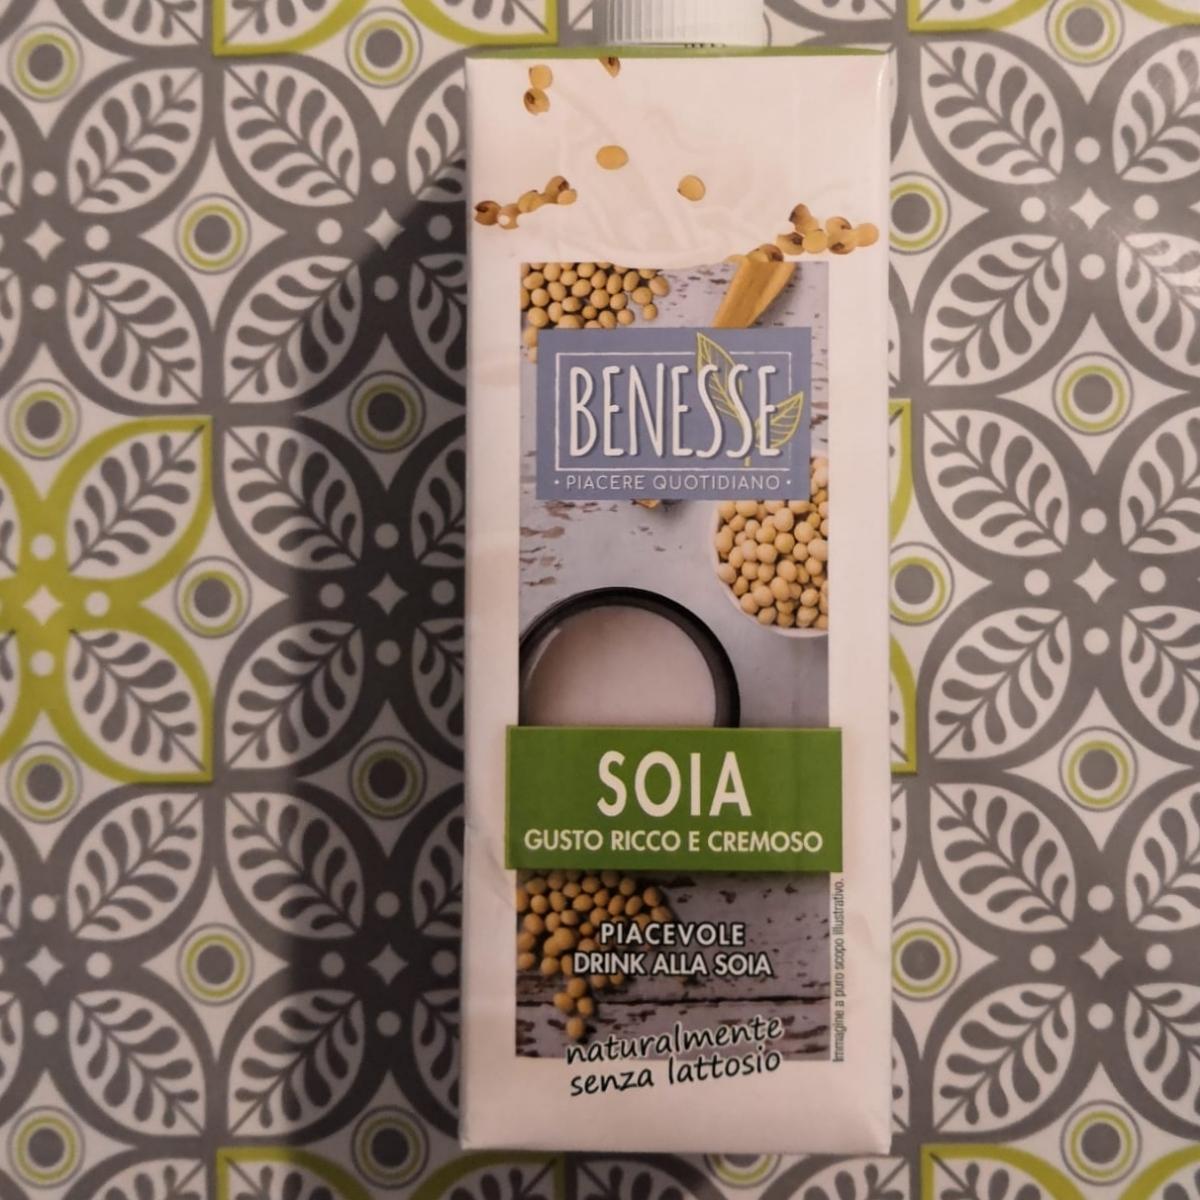 BENESSE
• PIACERE QUOTIDIANO •
SOIA
GUSTO RICCO E CREMOSO
PIACEVOLE
DRINK ALLA SOIA
naturalmente
senza lattosio
Immagine a puro scopo illustrativo.